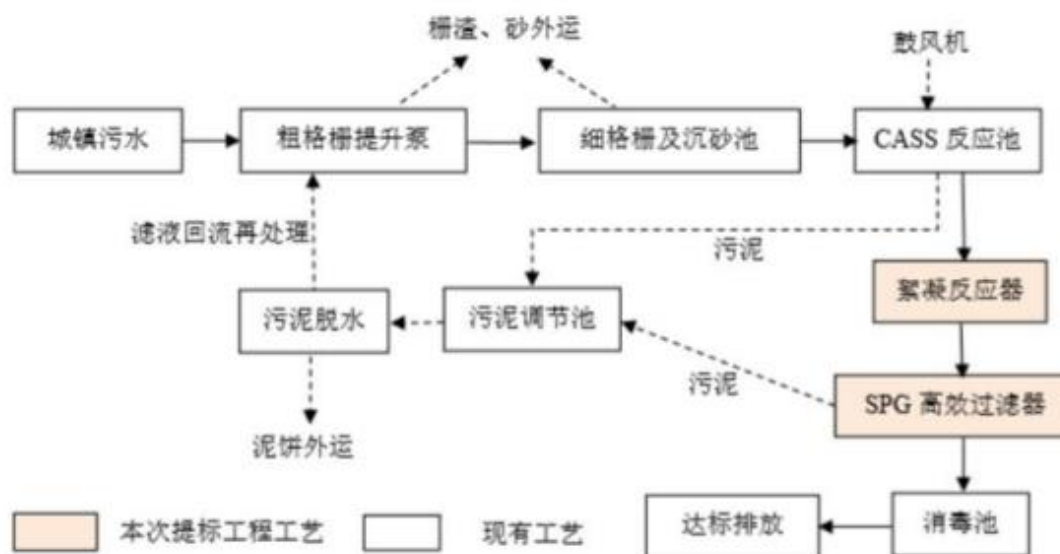 栅渣、砂外运
鼓风机
城镇污水
粗格栅提升泵
细格栅及沉砂池
CASS 反应池
滤液回流再处理
污泥
絮凝反应器
污泥脱水
污泥调节池
污泥
SPG 高效过滤器
泥饼外运
本次提标工程工艺
现有工艺
达标排放
消毒池